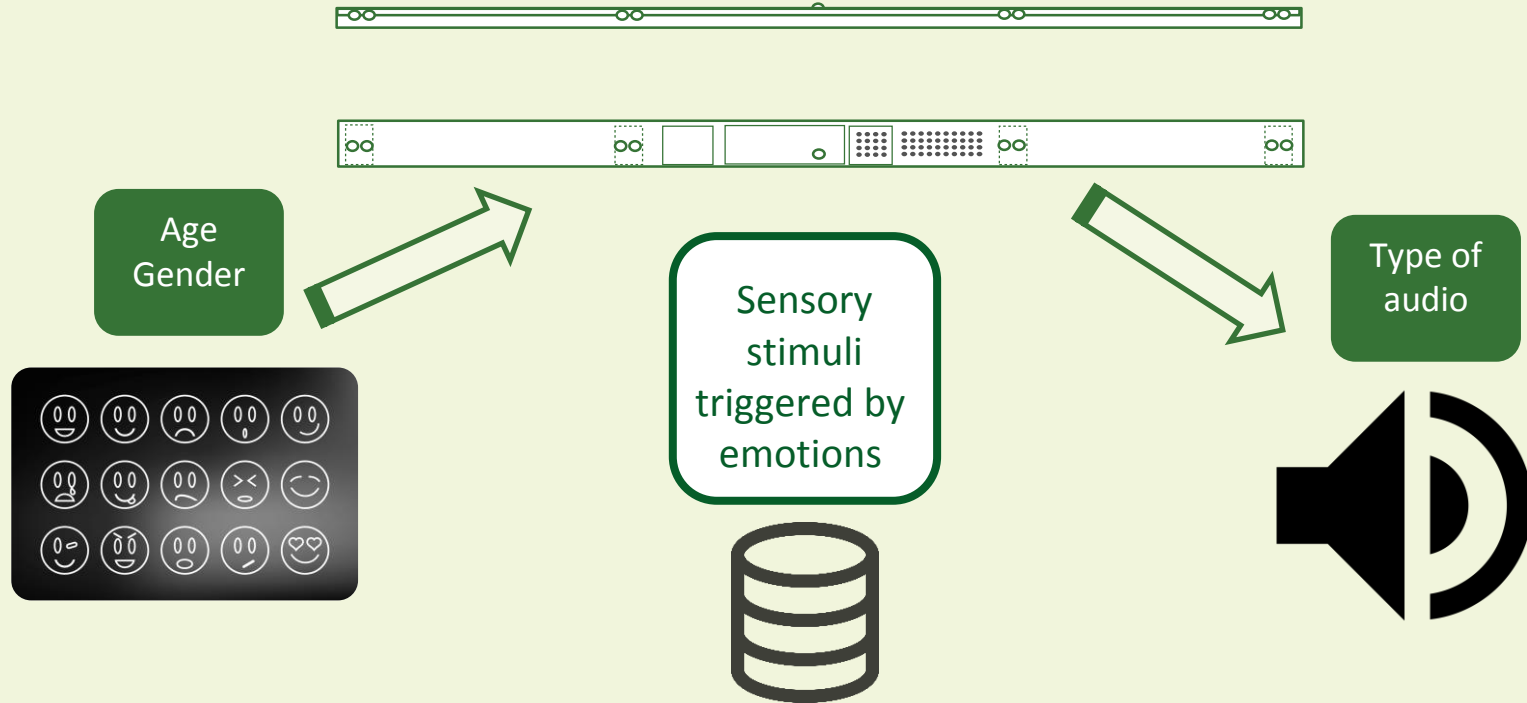 Age
Gender
Sensory
stimuli
triggered by
emotions
Type of
audio